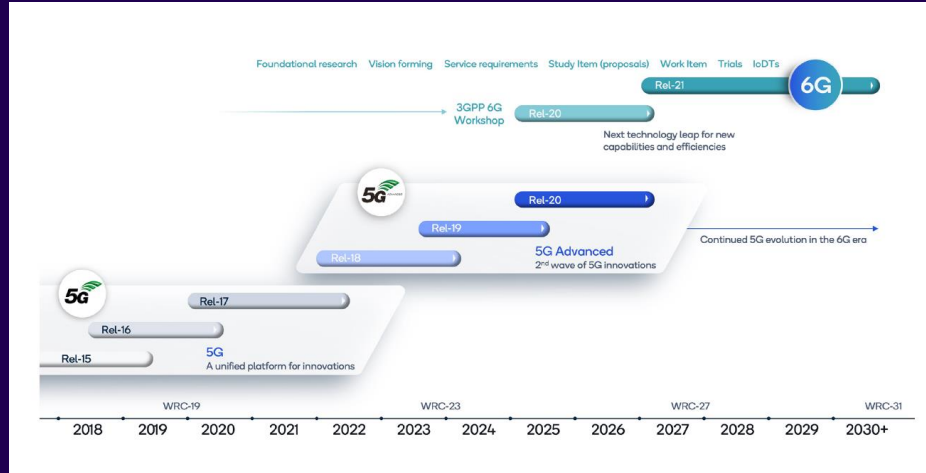 Foundational research Vision forming Service requirements Study Item (proposals) Work Item Trials IoDTs
Rel-21
6G
3GPP 6G
Workshop
Rel-20
Next technology leap for new
capabilities and efficiencies
5G
Rel-20
Rel-19
Rel-18
5G Advanced
2nd wave of 5G innovations
Continued 5G evolution in the 6G era
5G
Rel-17
Rel-16
Rel-15
5G
A unified platform for innovations
WRC-19 WRC-23 WRC-27 WRC-31
2018 2019 2020 2021 2022 2023 2024 2025 2026 2027 2028 2029 2030+